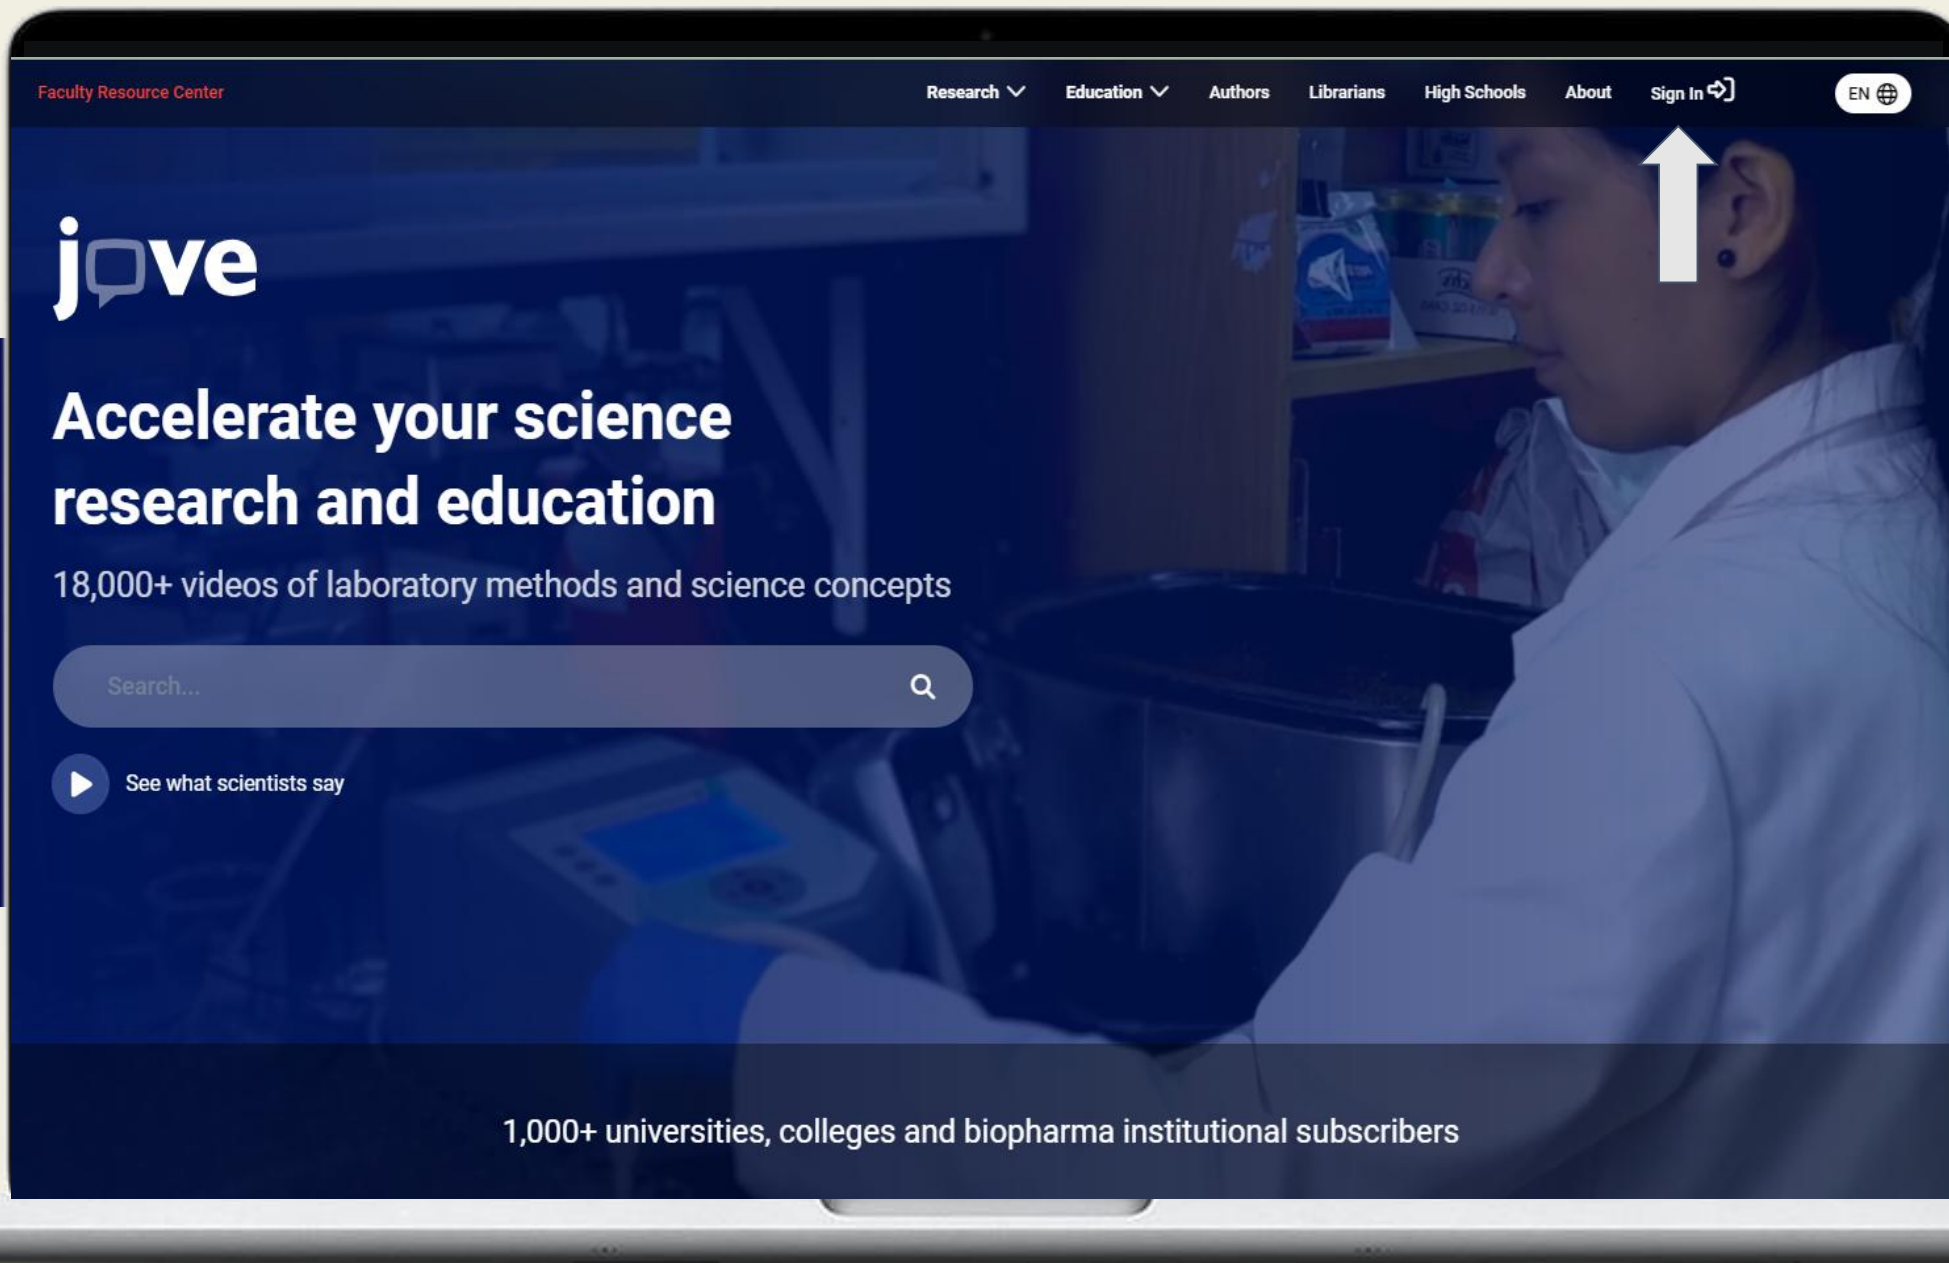 Faculty Resource Center
Research Education Authors Librarians High Schools About Sign In EN
jove
Accelerate your science
research and education
18,000+ videos of laboratory methods and science concepts
Search...
See what scientists say
1,000+ universities, colleges and biopharma institutional subscribers